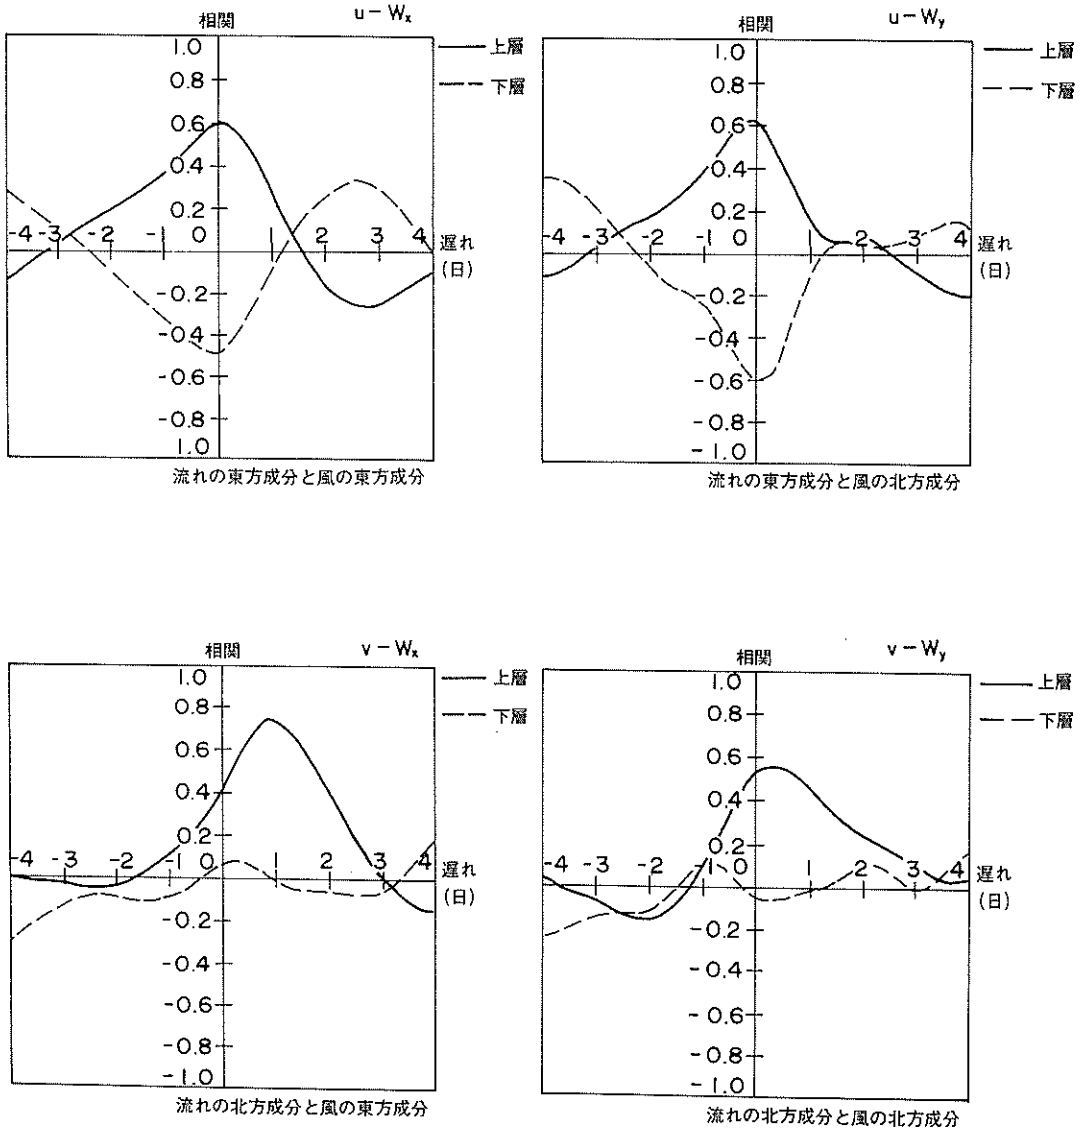 相関
u-Wx
上層
下層
1.0
0.8
0.6
0.4
0.2
-4 -3 -2 -1 0 1 2 3 4
遅れ
(日)
-0.2
-0.4
-0.6
-0.8
1.0
流れの東方成分と風の東方成分
相関
u-Wy
上層
下層
1.0
0.8
0.6
0.4
0.2
-4 -3 -2 -1 0 1 2 3 4
遅れ
(日)
-0.2
-0.4
-0.6
-0.8
-1.0
流れの東方成分と風の北方成分
相関
v-Wx
上層
下層
1.0
0.8
0.6
0.4
0.2
-4 -3 -2 -1 0 1 2 3 4
遅れ
(日)
-0.2
-0.4
-0.6
-0.8
-1.0
流れの北方成分と風の東方成分
相関
v-Wy
上層
下層
1.0
0.8
0.6
0.4
0.2
-4 -3 -2 -1 0 1 2 3 4
遅れ
(日)
-0.2
-0.4
-0.6
-0.8
-1.0
流れの北方成分と風の北方成分